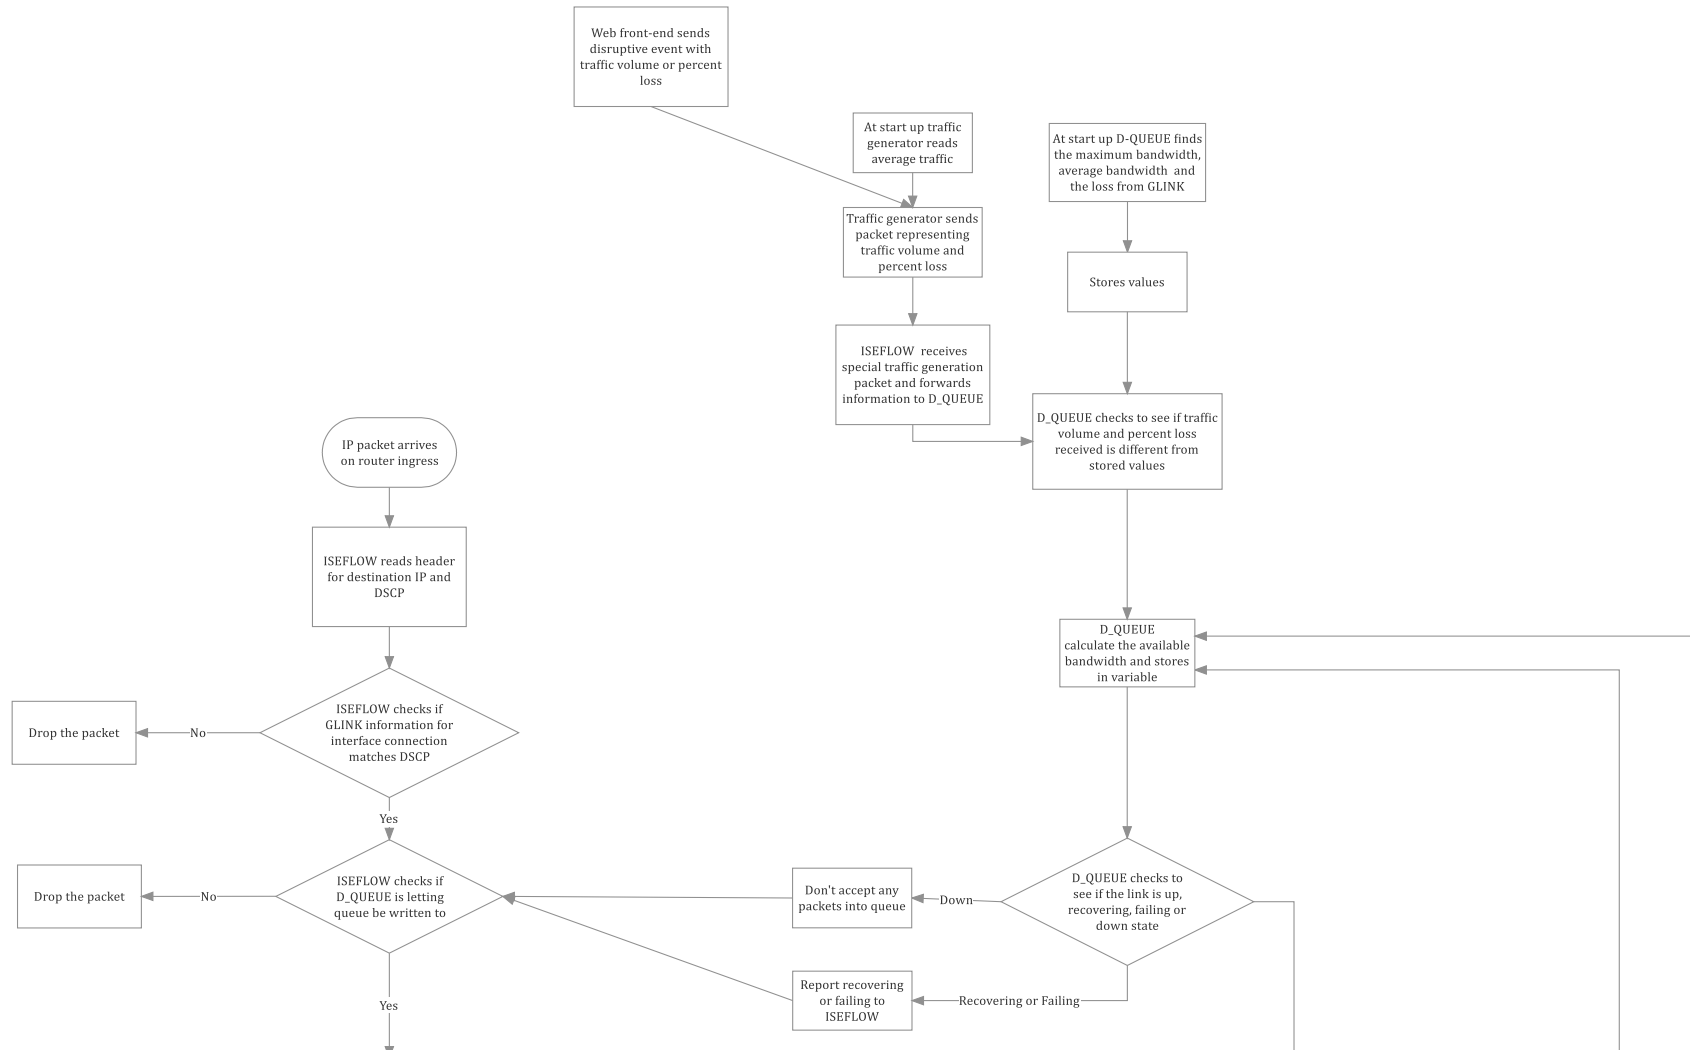 Web front-end sends
disruptive event with
traffic volume or percent
loss
At start up traffic
generator reads
average traffic
At start up D-QUEUE finds
the maximum bandwidth,
average bandwidth  and
the loss from GLINK
Traffic generator sends
packet representing
traffic volume and
percent loss
Stores values
ISEFLOW  receives
special traffic generation
packet and forwards
information to D_QUEUE
D_QUEUE checks to see if traffic
volume and percent loss
received is different from
stored values
IP packet arrives
on router ingress
ISEFLOW reads header
for destination IP and
DSCP
D_QUEUE
calculate the available
bandwidth and stores
in variable
ISEFLOW checks if
GLINK information for
interface connection
matches DSCP
No
Drop the packet
Yes
ISEFLOW checks if
D_QUEUE is letting
queue be written to
No
Drop the packet
Don't accept any
packets into queue
Down
D_QUEUE checks to
see if the link is up,
recovering, failing or
down state
Report recovering
or failing to
ISEFLOW
Recovering or Failing
Yes